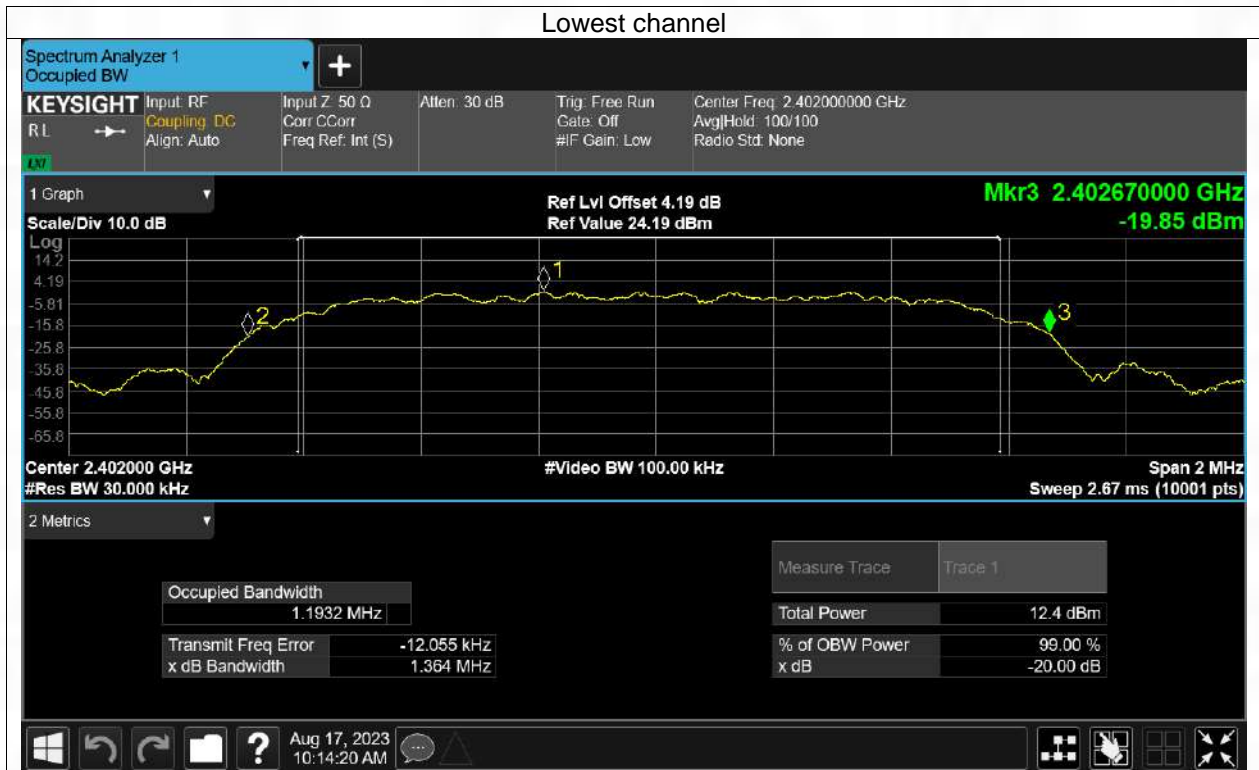 Lowest channel
Spectrum Analyzer 1
Occupied BW
+
KEYSIGHT
RL
LXI
Input: RF
Coupling: DC
Align: Auto
Input Z: 50 Ω
Corr CCorr
Freq Ref: Int (S)
Atten: 30 dB
Trig: Free Run
Gate: Off
#IF Gain: Low
Center Freq: 2.402000000 GHz
Avg|Hold: 100/100
Radio Std: None
1 Graph
Scale/Div 10.0 dB
Ref Lvl Offset 4.19 dB
Ref Value 24.19 dBm
Mkr3 2.402670000 GHz
-19.85 dBm
Log
14.2
4.19
-5.81
-15.8
-25.8
-35.8
-45.8
-55.8
-65.8
1
2
3
Center 2.402000 GHz
#Res BW 30.000 kHz
#Video BW 100.00 kHz
Span 2 MHz
Sweep 2.67 ms (10001 pts)
2 Metrics
Measure Trace Trace 1
Occupied Bandwidth
1.1932 MHz
Total Power 12.4 dBm
Transmit Freq Error -12.055 kHz
% of OBW Power 99.00 %
x dB Bandwidth 1.364 MHz
x dB -20.00 dB
?
Aug 17, 2023
10:14:20 AM